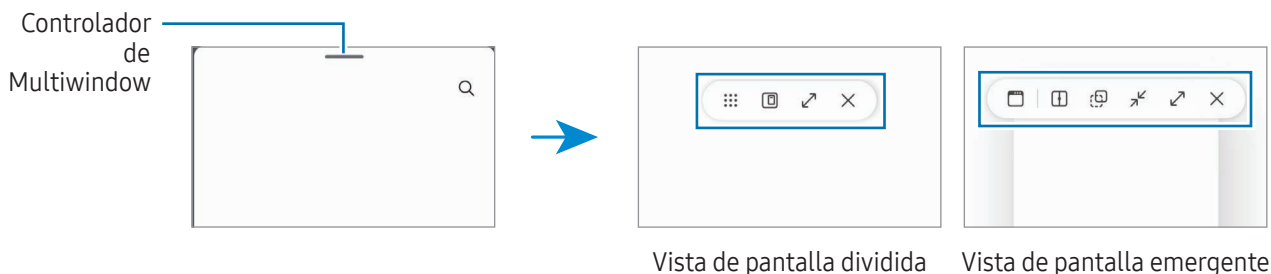 Controlador
de
Multiwindow
Vista de pantalla dividida
Vista de pantalla emergente